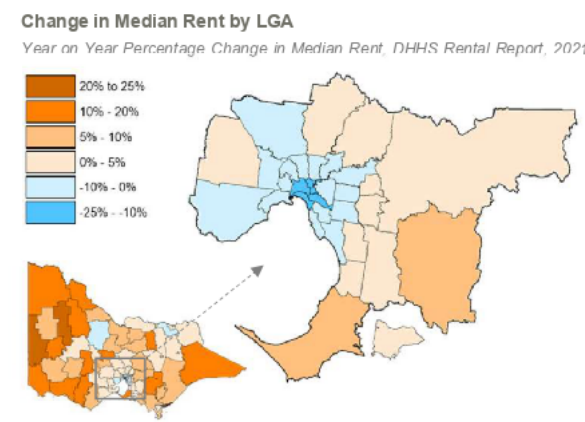 Change in Median Rent by LGA
Year on Year Percentage Change in Median Rent, DHHS Rental Report, 2021
20% to 25%
10% - 20%
5% - 10%
0% - 5%
-10% - 0%
-25% - -10%